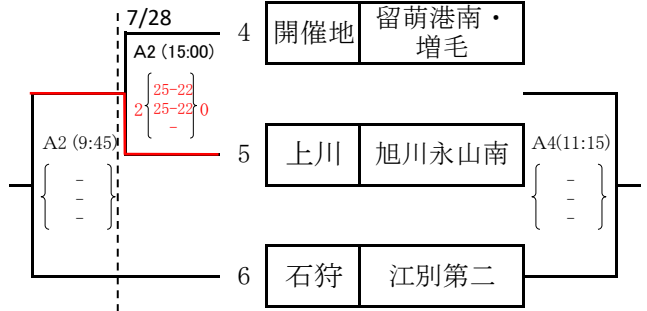 7/28
4 開催地 留萌港南・
増毛
A2 (15:00)
25-22
2 25-22 0
-
A2 (9:45)
-
-
-
5 上川 旭川永山南
A4(11:15)
-
-
-
6 石狩 江別第二